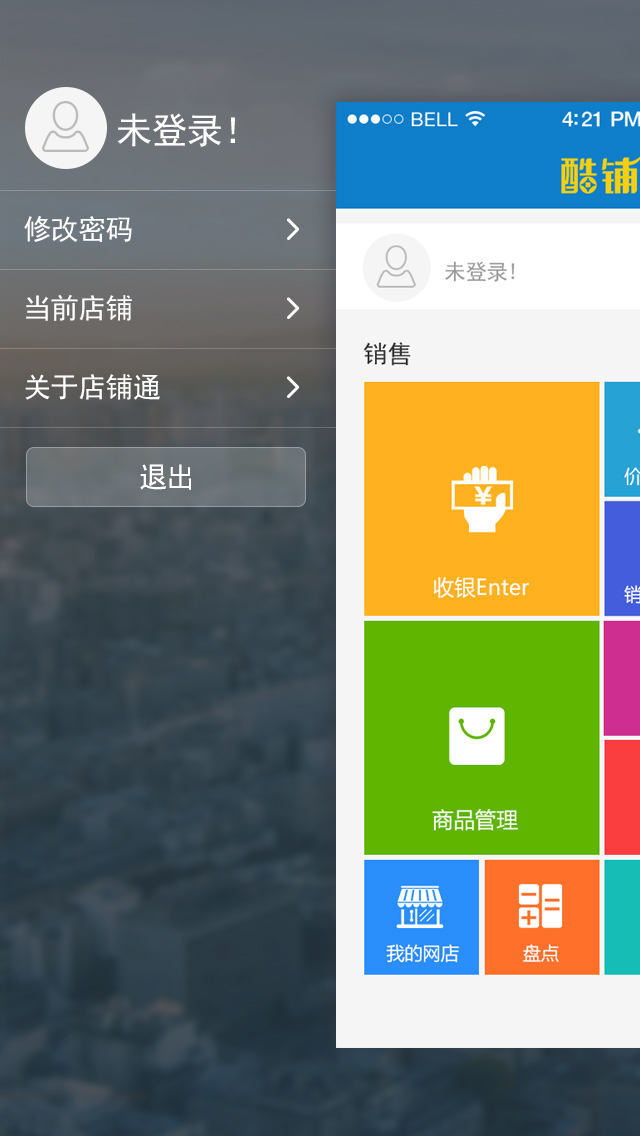 未登录！
修改密码
当前店铺
关于店铺通
退出
BELL
4:21 PM
酷铺
未登录！
销售
¥
收银Enter
价
销
商品管理
我的网店
盘点